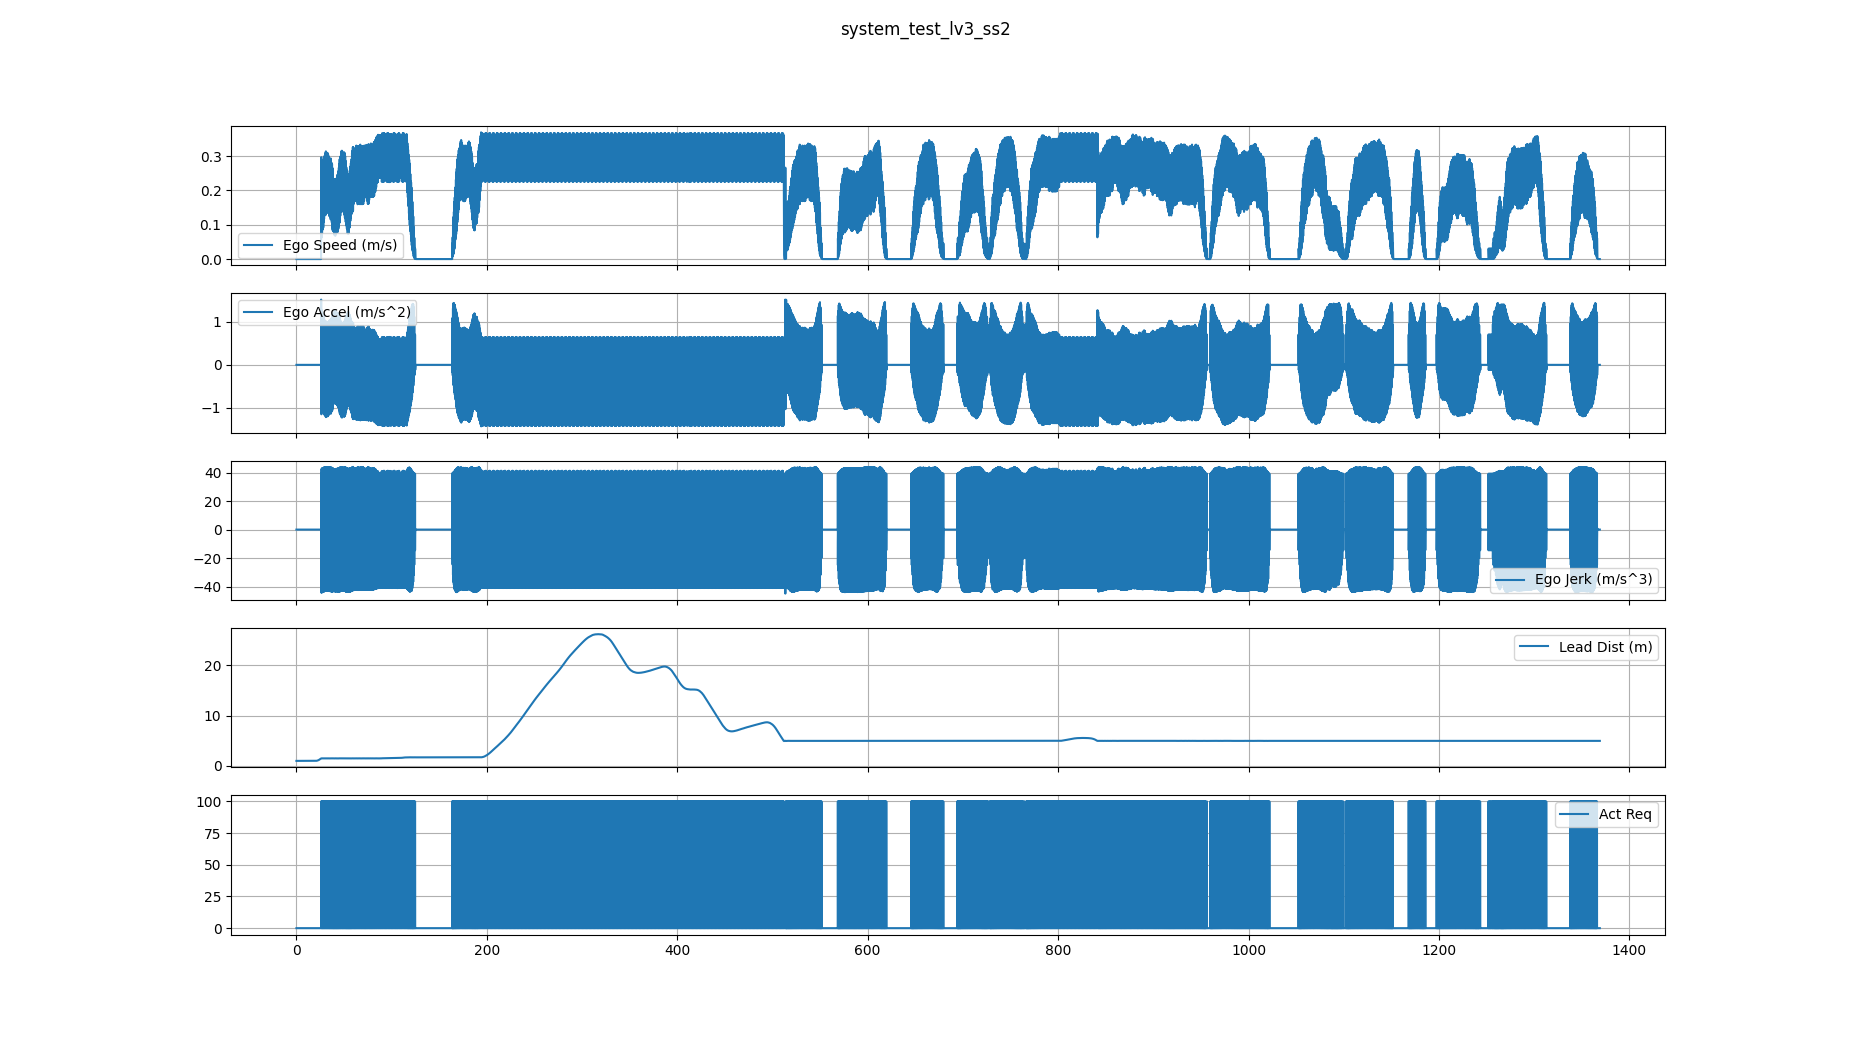 system_test_lv3_ss2
0.3
0.2
0.1
0.0
Ego Speed (m/s)
1
0
−1
Ego Accel (m/s^2)
40
20
0
−20
−40
Ego Jerk (m/s^3)
20
10
0
Lead Dist (m)
100
75
50
25
0
Act Req
0 200 400 600 800 1000 1200 1400